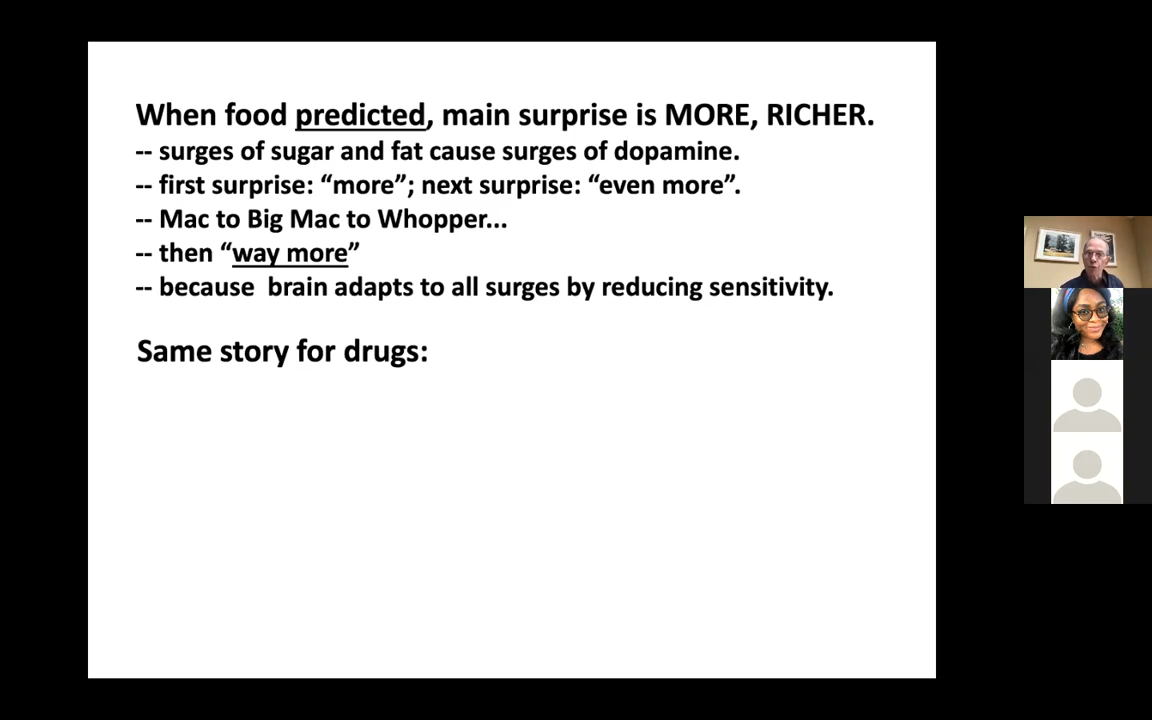 When food predicted, main surprise is MORE, RICHER.
-- surges of sugar and fat cause surges of dopamine.
-- first surprise: “more”; next surprise: “even more”.
-- Mac to Big Mac to Whopper...
-- then “way more”
-- because  brain adapts to all surges by reducing sensitivity.
Same story for drugs: